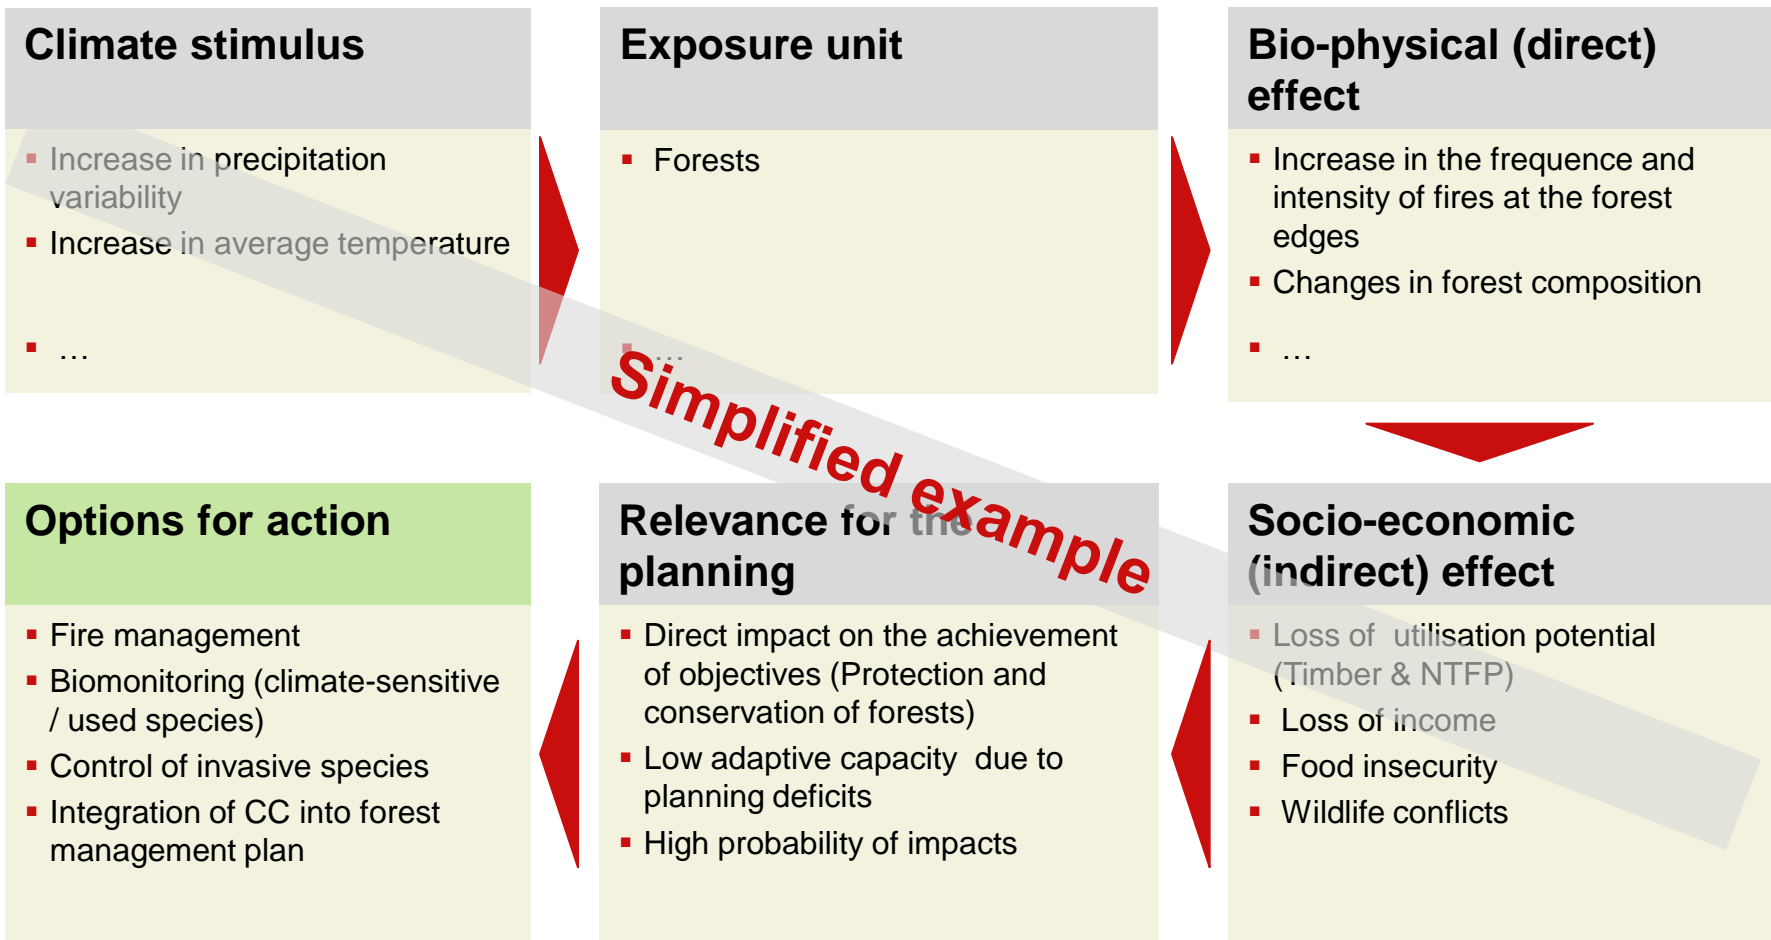 Climate stimulus
Increase in precipitation
variability
Increase in average temperature
…
Exposure unit
Forests
…
Bio-physical (direct)
effect
Increase in the frequence and
intensity of fires at the forest
edges
Changes in forest composition
…
Simplified example
Options for action
Fire management
Biomonitoring (climate-sensitive
/ used species)
Control of invasive species
Integration of CC into forest
management plan
Relevance for the
planning
Direct impact on the achievement
of objectives (Protection and
conservation of forests)
Low adaptive capacity due to
planning deficits
High probability of impacts
Socio-economic
(indirect) effect
Loss of utilisation potential
(Timber & NTFP)
Loss of income
Food insecurity
Wildlife conflicts